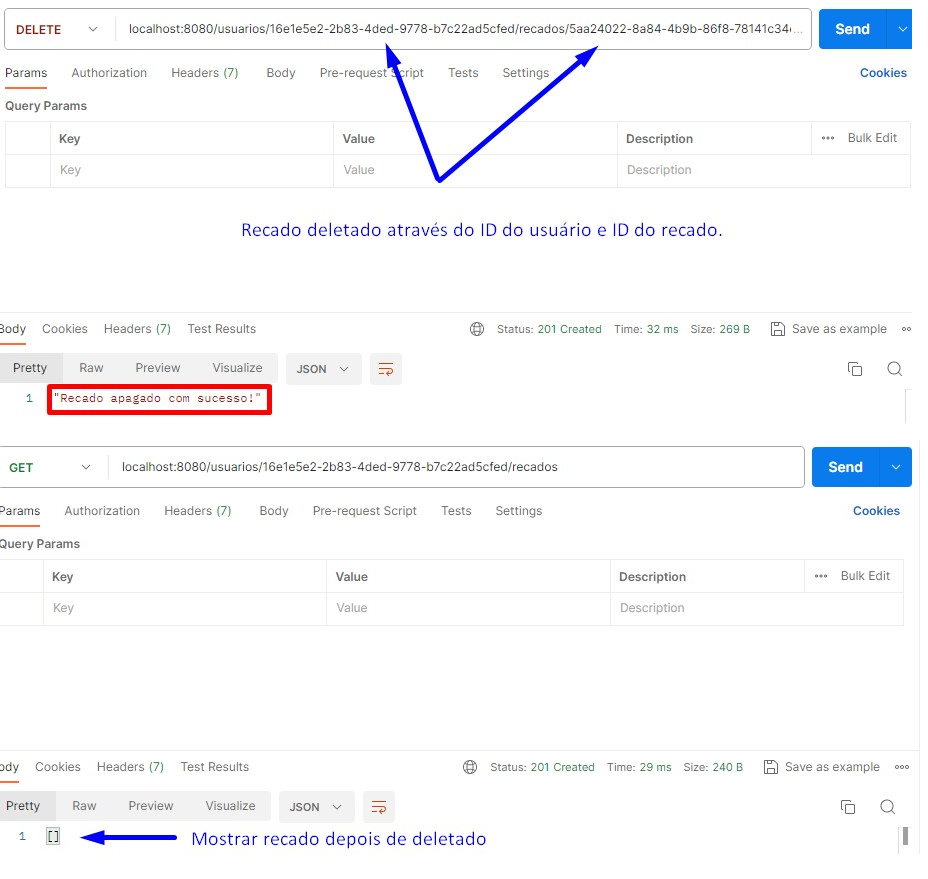 DELETE localhost:8080/usuarios/16e1e5e2-2b83-4ded-9778-b7c22ad5cfed/recados/5aa24022-8a84-4b9b-86f8-78141c34... Send
Params Authorization Headers (7) Body Pre-request Script Tests Settings Cookies
Query Params
Key Value Description ••• Bulk Edit
Key Value Description
Recado deletado através do ID do usuário e ID do recado.
Body Cookies Headers (7) Test Results Status: 201 Created Time: 32 ms Size: 269 B Save as example
Pretty Raw Preview Visualize JSON
1 "Recado apagado com sucesso!"
GET localhost:8080/usuarios/16e1e5e2-2b83-4ded-9778-b7c22ad5cfed/recados Send
Params Authorization Headers (7) Body Pre-request Script Tests Settings Cookies
Query Params
Key Value Description ••• Bulk Edit
Key Value Description
ody Cookies Headers (7) Test Results Status: 201 Created Time: 29 ms Size: 240 B Save as example •••
Pretty Raw Preview Visualize JSON
1 [] Mostrar recado depois de deletado